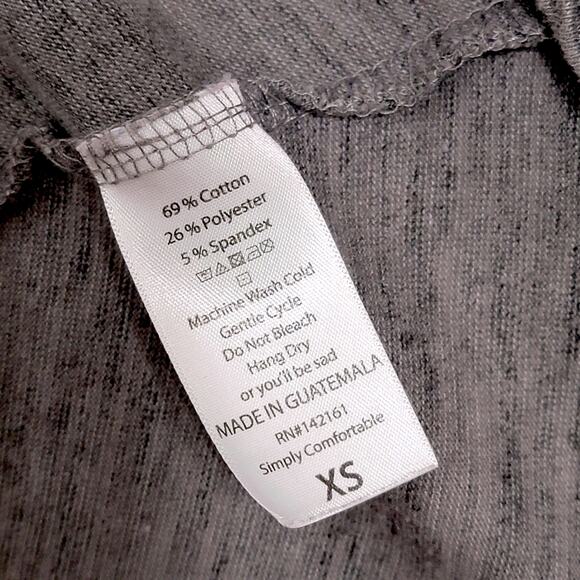 69 % Cotton
26 % Polyester
5 % Spandex
Machine Wash Cold
Gentle Cycle
Do Not Bleach
Hang Dry
or you'll be sad
MADE IN GUATEMALA
RN#142161
Simply Comfortable
XS